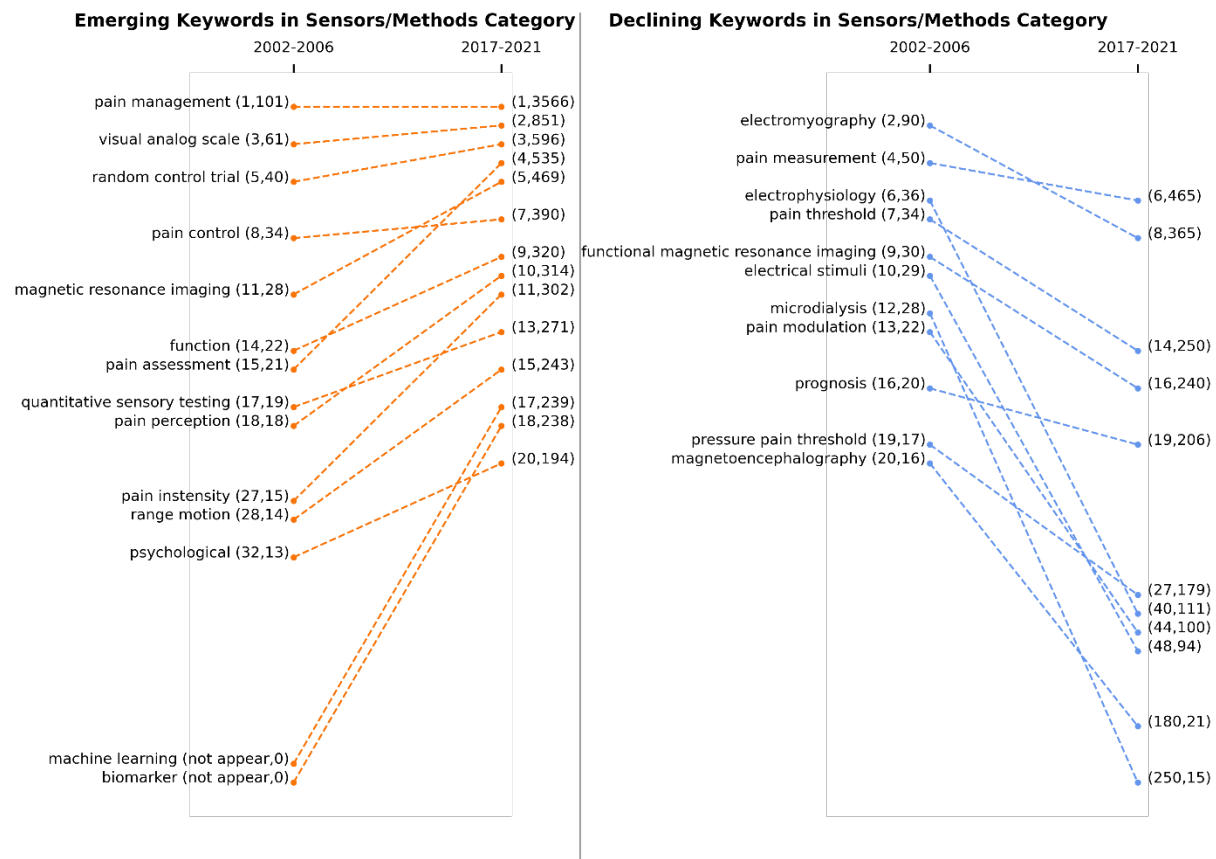 Emerging Keywords in Sensors/Methods Category
2002-2006 2017-2021
pain management (1,101) (1,3566)
(2,851)
visual analog scale (3,61) (3,596)
(4,535)
random control trial (5,40) (5,469)
(7,390)
pain control (8,34)
(9,320)
(10,314)
magnetic resonance imaging (11,28) (11,302)
(13,271)
function (14,22)
pain assessment (15,21) (15,243)
quantitative sensory testing (17,19) (17,239)
pain perception (18,18) (18,238)
(20,194)
pain instensity (27,15)
range motion (28,14)
psychological (32,13)
machine learning (not appear,0)
biomarker (not appear,0)
Declining Keywords in Sensors/Methods Category
2002-2006 2017-2021
electromyography (2,90)
pain measurement (4,50)
electrophysiology (6,36) (6,465)
pain threshold (7,34)
(8,365)
functional magnetic resonance imaging (9,30)
electrical stimuli (10,29)
microdialysis (12,28)
pain modulation (13,22)
(14,250)
prognosis (16,20) (16,240)
pressure pain threshold (19,17) (19,206)
magnetoencephalography (20,16)
(27,179)
(40,111)
(44,100)
(48,94)
(180,21)
(250,15)